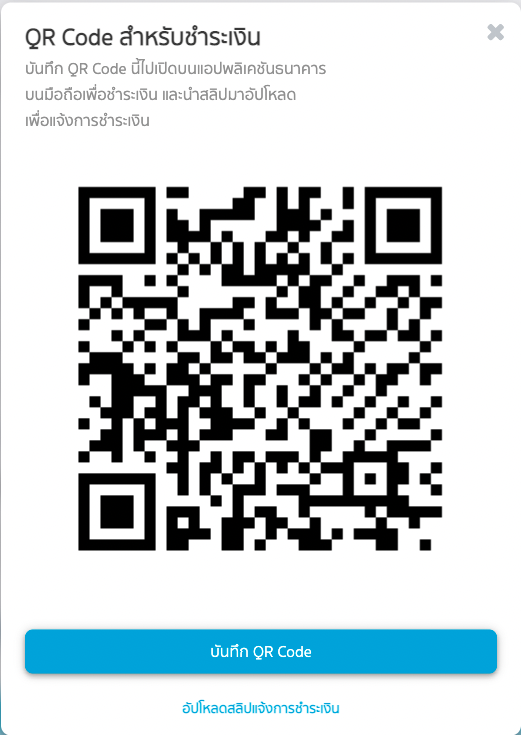 QR Code สำหรับชำระเงิน
บันทึก QR Code นี้ไปเปิดบนแอปพลิเคชันธนาคาร
บนมือถือเพื่อชำระเงิน และนำสลิปมาอัปโหลด
เพื่อแจ้งการชำระเงิน
บันทึก QR Code
อัปโหลดสลิปแจ้งการชำระเงิน